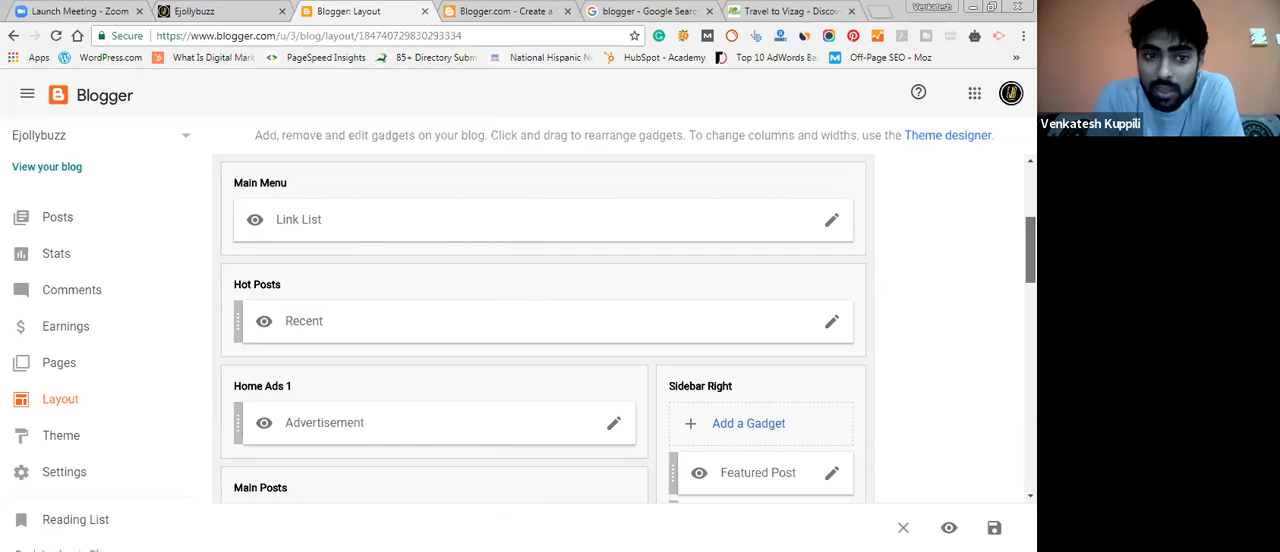 Launch Meeting - Zoom
Ejollybuzz
Blogger: Layout
Blogger.com - Create a
blogger - Google Searc
Travel to Vizag - Discov
Venkatesh
Secure
https://www.blogger.com/u/3/blog/layout/184740729830293334
Apps
WordPress.com
What Is Digital Mark
PageSpeed Insights
85+ Directory Subm
National Hispanic Ne
HubSpot - Academy
Top 10 AdWords Ba
Off-Page SEO - Moz
»
Blogger
Venkatesh Kuppili
Ejollybuzz
Add, remove and edit gadgets on your blog. Click and drag to rearrange gadgets. To change columns and widths, use the Theme designer.
View your blog
Posts
Stats
Comments
Earnings
Pages
Layout
Theme
Settings
Reading List
Main Menu
Link List
Hot Posts
Recent
Home Ads 1
Advertisement
Main Posts
Sidebar Right
+ Add a Gadget
Featured Post